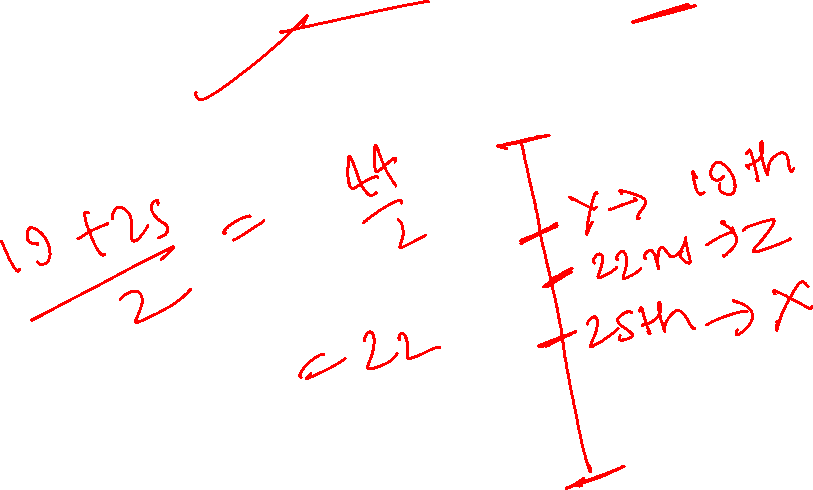 19 + 25 / 2 = 44 / 2
= 22
Y → 19th
22nd → Z
25th → X